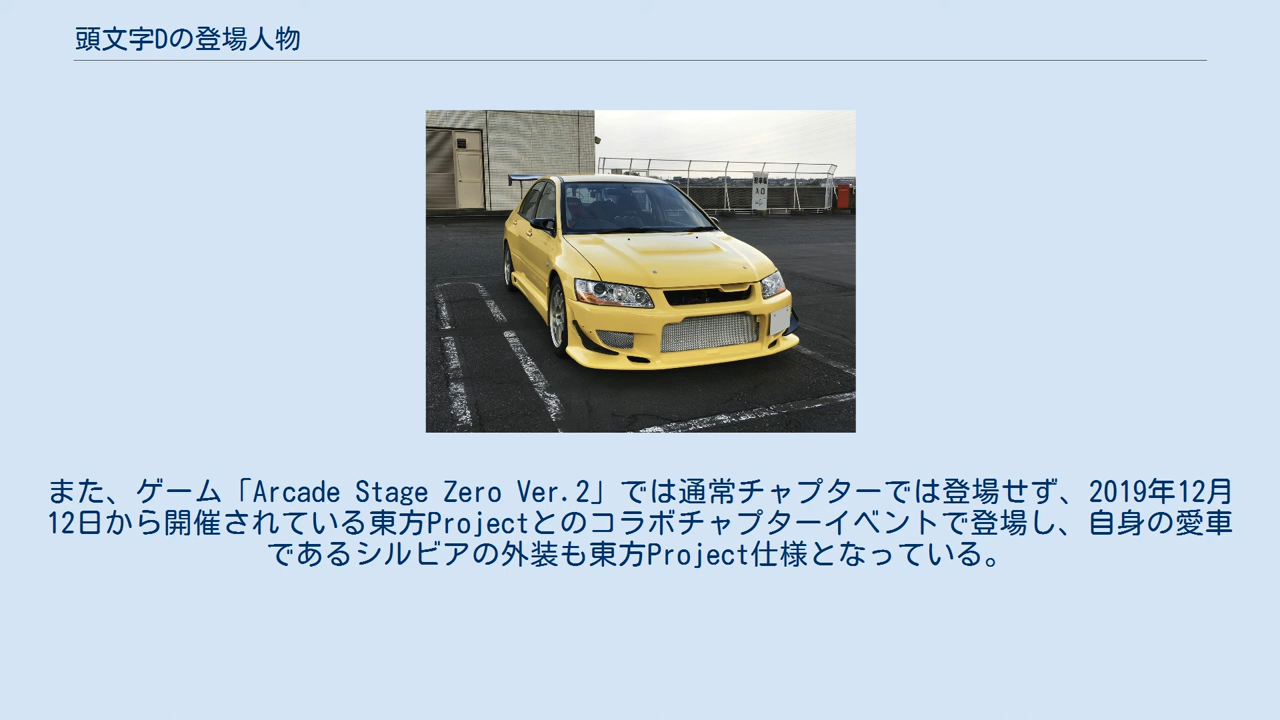 頭文字Dの登場人物
また、ゲーム「Arcade Stage Zero Ver.2」では通常チャプターでは登場せず、2019年12月
12日から開催されている東方Projectとのコラボチャプターイベントで登場し、自身の愛車
であるシルビアの外装も東方Project仕様となっている。